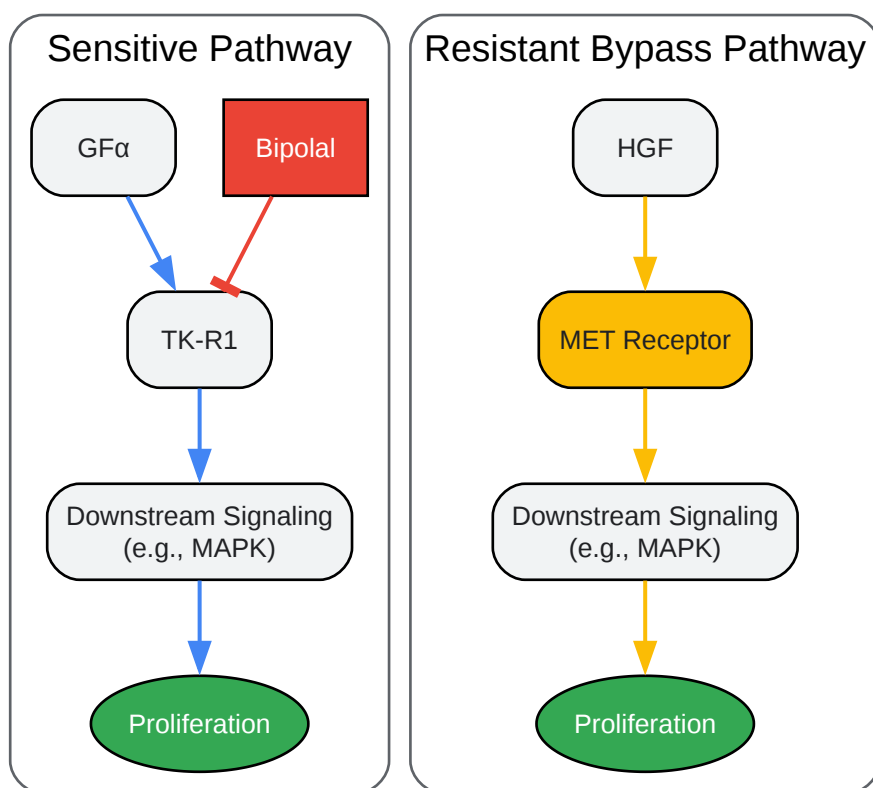 Sensitive Pathway
GFα
Bipolal
TK-R1
Downstream Signaling
(e.g., MAPK)
Proliferation
Resistant Bypass Pathway
HGF
MET Receptor
Downstream Signaling
(e.g., MAPK)
Proliferation